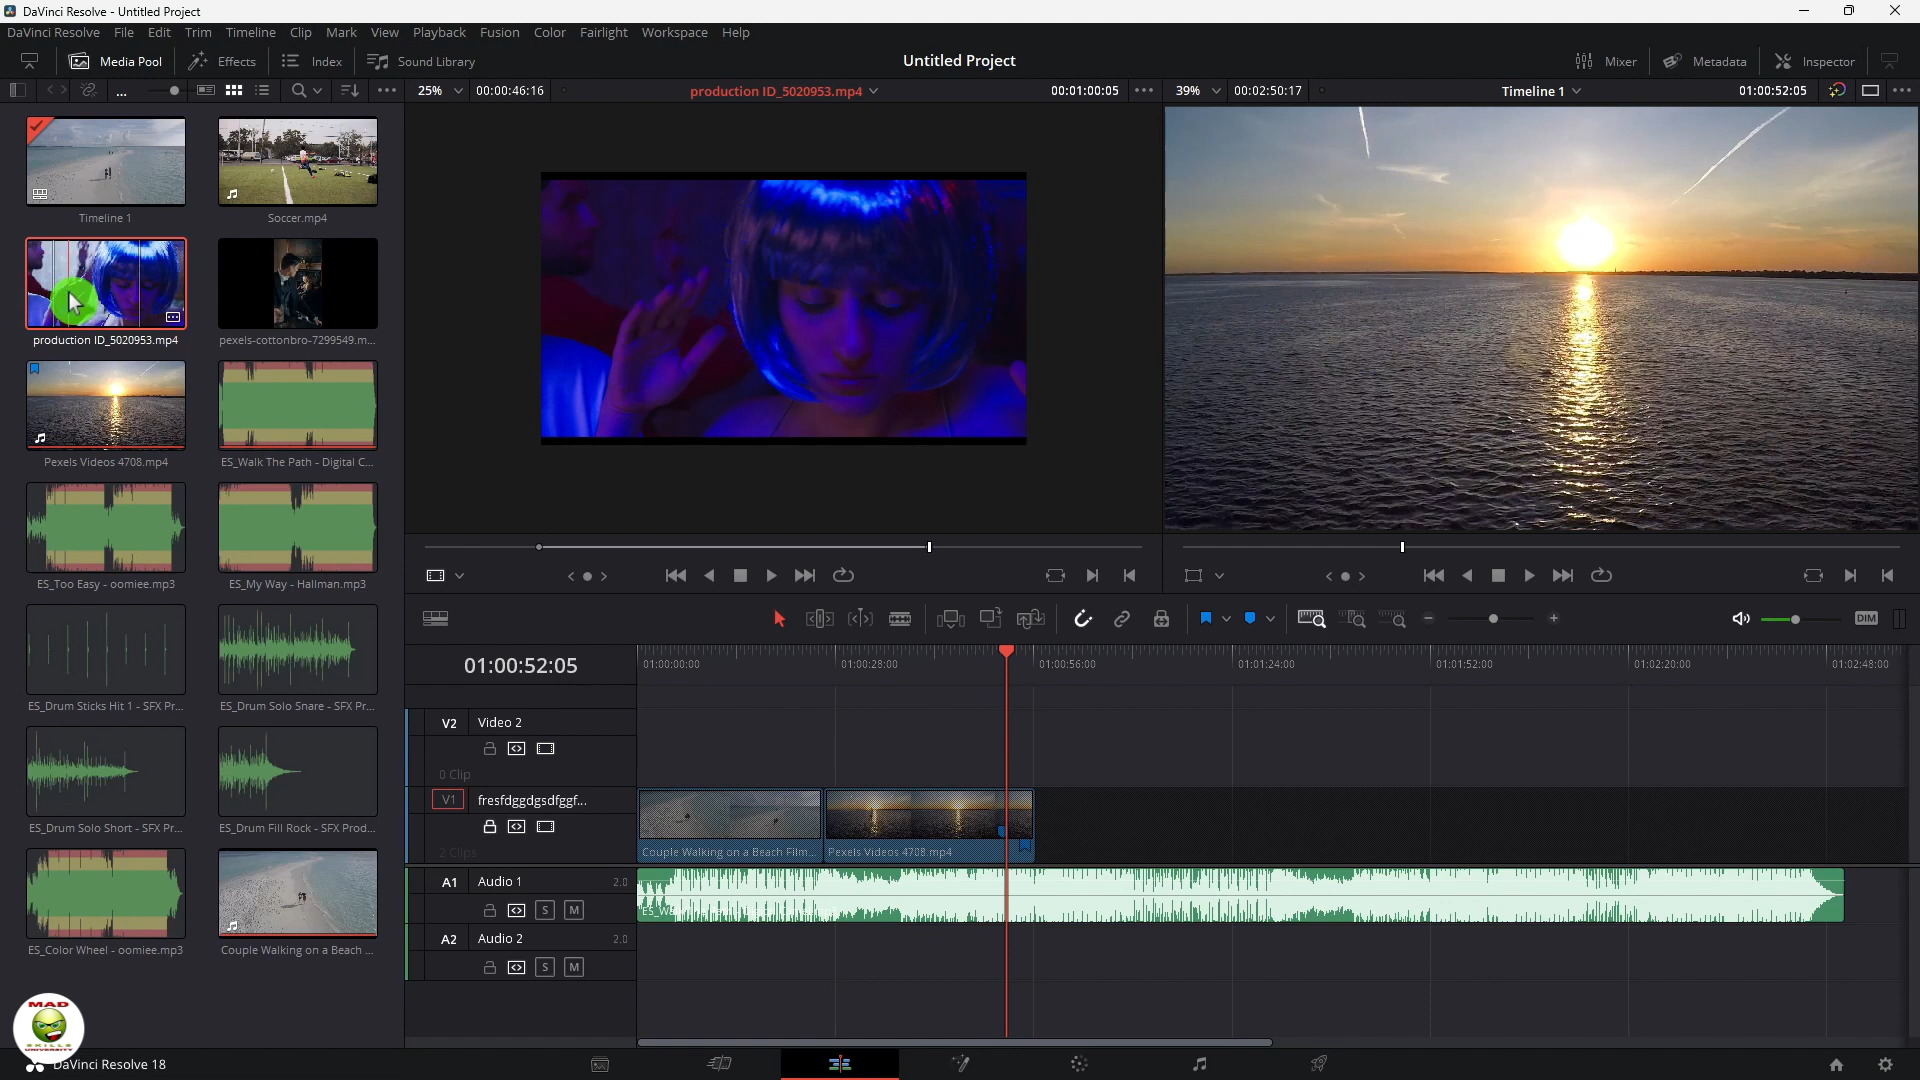 DaVinci Resolve - Untitled Project
DaVinci Resolve File Edit Trim Timeline Clip Mark View Playback Fusion Color Fairlight Workspace Help
Media Pool Effects Index Sound Library Untitled Project Mixer Metadata Inspector
... 25% 00:00:46:16 production ID_5020953.mp4 00:01:00:05 39% 00:02:50:17 Timeline 1 01:00:52:05
Timeline 1 Soccer.mp4
production ID_5020953.mp4 pexels-cottonbro-7299549.m...
Pexels Videos 4708.mp4 ES_Walk The Path - Digital C...
ES_Too Easy - oomiee.mp3 ES_My Way - Hallman.mp3
ES_Drum Sticks Hit 1 - SFX Pr... ES_Drum Solo Snare - SFX Pr...
ES_Drum Solo Short - SFX Pr... ES_Drum Fill Rock - SFX Prod...
ES_Color Wheel - oomiee.mp3 Couple Walking on a Beach ...
DIM
01:00:52:05 01:00:00:00 01:00:28:00 01:00:56:00 01:01:24:00 01:01:52:00 01:02:20:00 01:02:48:00
V2 Video 2
0 Clip
V1 fresfdggdgsdfggf...
2 Clips Couple Walking on a Beach Film... Pexels Videos 4708.mp4
A1 Audio 1 2.0
S M
A2 Audio 2 2.0
S M
MAD
SKILLS
UNIVERSITY
DaVinci Resolve 18